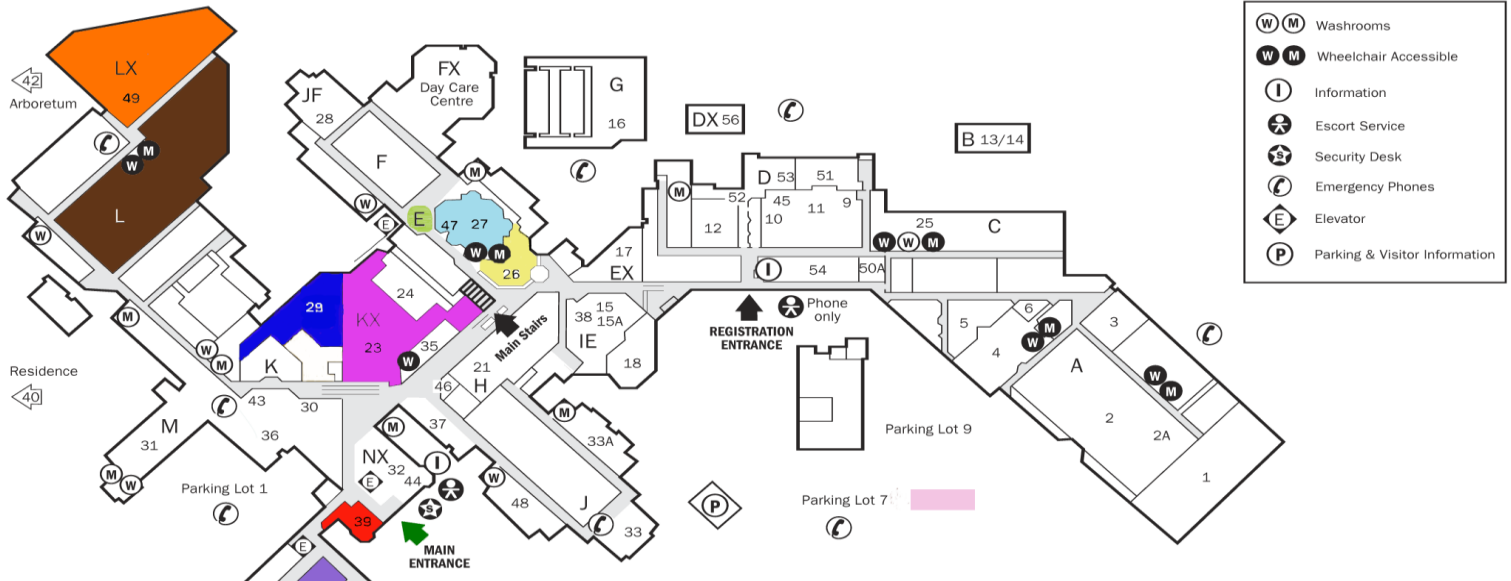 LX
49
42
Arboretum
L
W
M
W
JF
28
FX
Day Care
Centre
F
G
16
DX 56
B 13/14
W M Washrooms
W M Wheelchair Accessible
I Information
Escort Service
S Security Desk
Emergency Phones
E Elevator
P Parking & Visitor Information
M
W
E
E
47 27
W M
26
17
EX
M
52
12
D 53 51
45
10 11 9
25
C
W W M
I
54
50A
29
KX
23
24
35
W
Main Stairs
38 15
15A
IE
18
REGISTRATION
ENTRANCE
Phone
only
5
6
4
M
W
3
A
W
M
2
2A
1
M
W
M
K
Residence
40
43
30
36
M
31
M
W
46
21
H
37
M
NX
32
44
E
I
S
W
48
M
33A
J
33
Parking Lot 9
Parking Lot 1
P
Parking Lot 7
39
E
MAIN
ENTRANCE